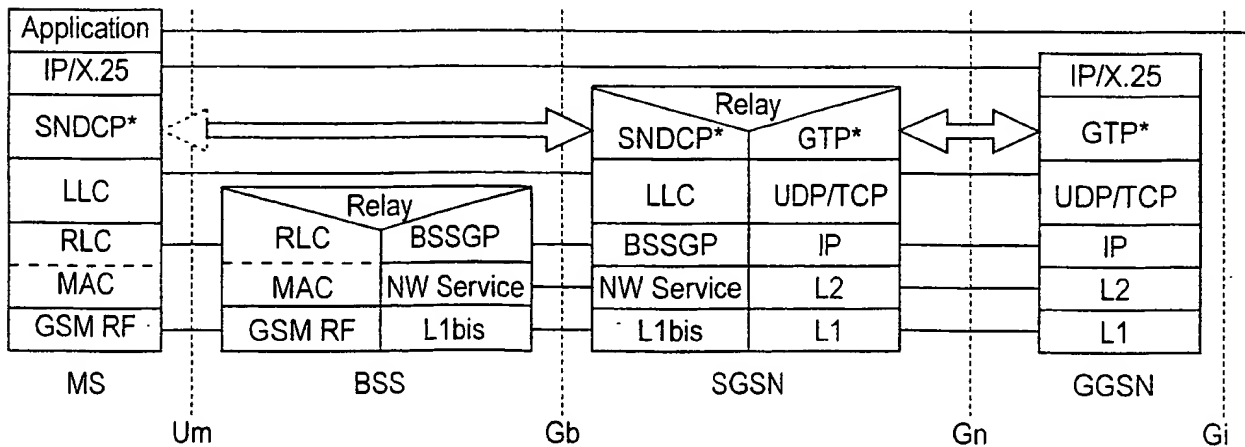 Application
IP/X.25
SNDCP*
LLC
RLC
MAC
GSM RF
MS
Relay
RLC
BSSGP
MAC
NW Service
GSM RF
L1bis
BSS
Relay
SNDCP*
GTP*
LLC
UDP/TCP
BSSGP
IP
NW Service
L2
L1bis
L1
SGSN
IP/X.25
GTP*
UDP/TCP
IP
L2
L1
GGSN
Um
Gb
Gn
Gi